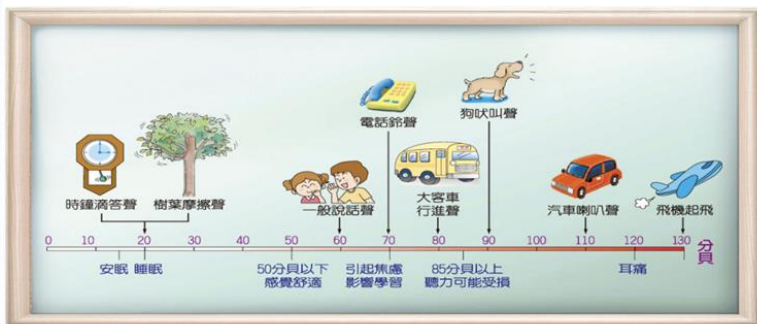 電話鈴聲
狗吠叫聲
時鐘滴答聲
樹葉摩擦聲
一般說話聲
大客車
行進聲
汽車喇叭聲
飛機起飛
0 10 20 30 40 50 60 70 80 90 100 110 120 130 分貝
安眠
睡眠
50分貝以下
感覺舒適
引起焦慮
影響學習
85分貝以上
聽力可能受損
耳痛